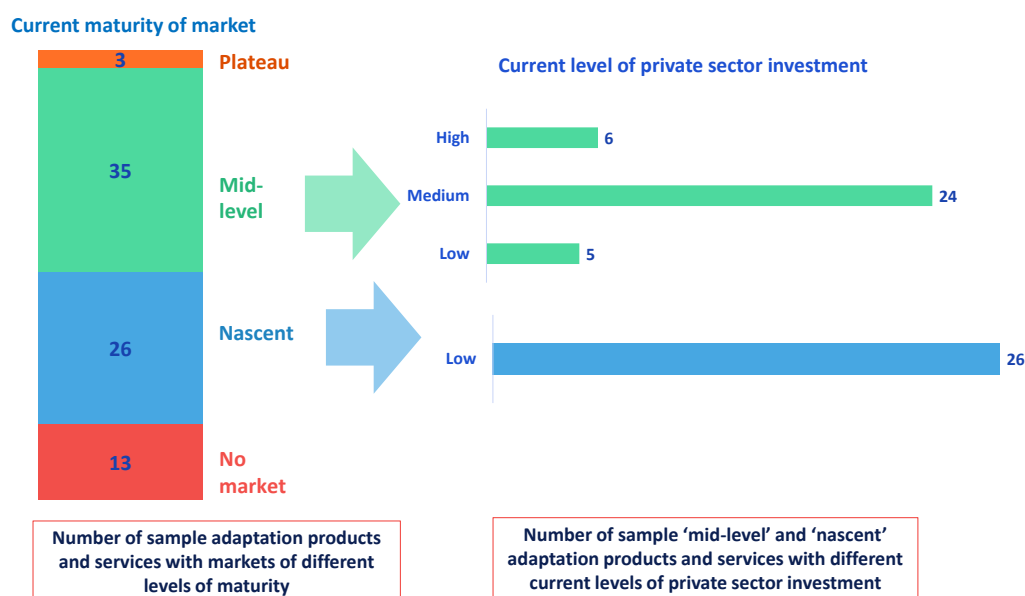 Current maturity of market
3
Plateau
35
Mid-
level
26
Nascent
13
No
market
Number of sample adaptation products
and services with markets of different
levels of maturity
Current level of private sector investment
High
6
Medium
24
Low
5
Low
26
Number of sample ‘mid-level’ and ‘nascent’
adaptation products and services with different
current levels of private sector investment